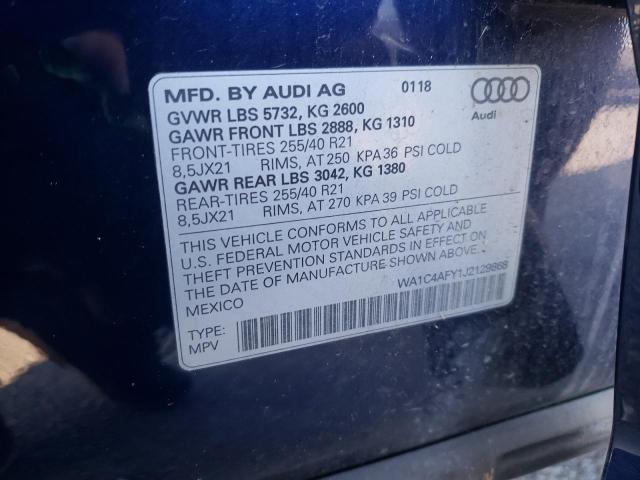 MFD. BY AUDI AG 0118
GVWR LBS 5732, KG 2600
GAWR FRONT LBS 2888, KG 1310
FRONT-TIRES 255/40 R21
8,5JX21 RIMS, AT 250 KPA 36 PSI COLD
GAWR REAR LBS 3042, KG 1380
REAR-TIRES 255/40 R21
8,5JX21 RIMS, AT 270 KPA 39 PSI COLD
Audi
THIS VEHICLE CONFORMS TO ALL APPLICABLE
U.S. FEDERAL MOTOR VEHICLE SAFETY AND
THEFT PREVENTION STANDARDS IN EFFECT ON
THE DATE OF MANUFACTURE SHOWN ABOVE.
MEXICO
WA1C4AFY1J2129868
TYPE:
MPV